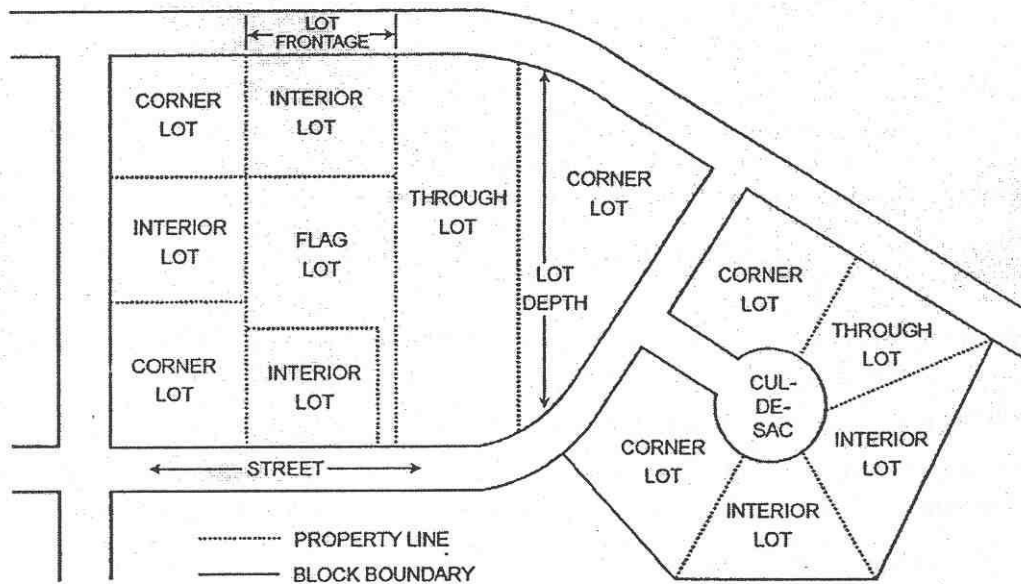 LOT
FRONTAGE
CORNER
LOT
INTERIOR
LOT
CORNER
LOT
THROUGH
LOT
INTERIOR
LOT
FLAG
LOT
LOT
DEPTH
CORNER
LOT
THROUGH
LOT
CORNER
LOT
INTERIOR
LOT
CUL-
DE-
SAC
CORNER
LOT
INTERIOR
LOT
INTERIOR
LOT
STREET
PROPERTY LINE
BLOCK BOUNDARY